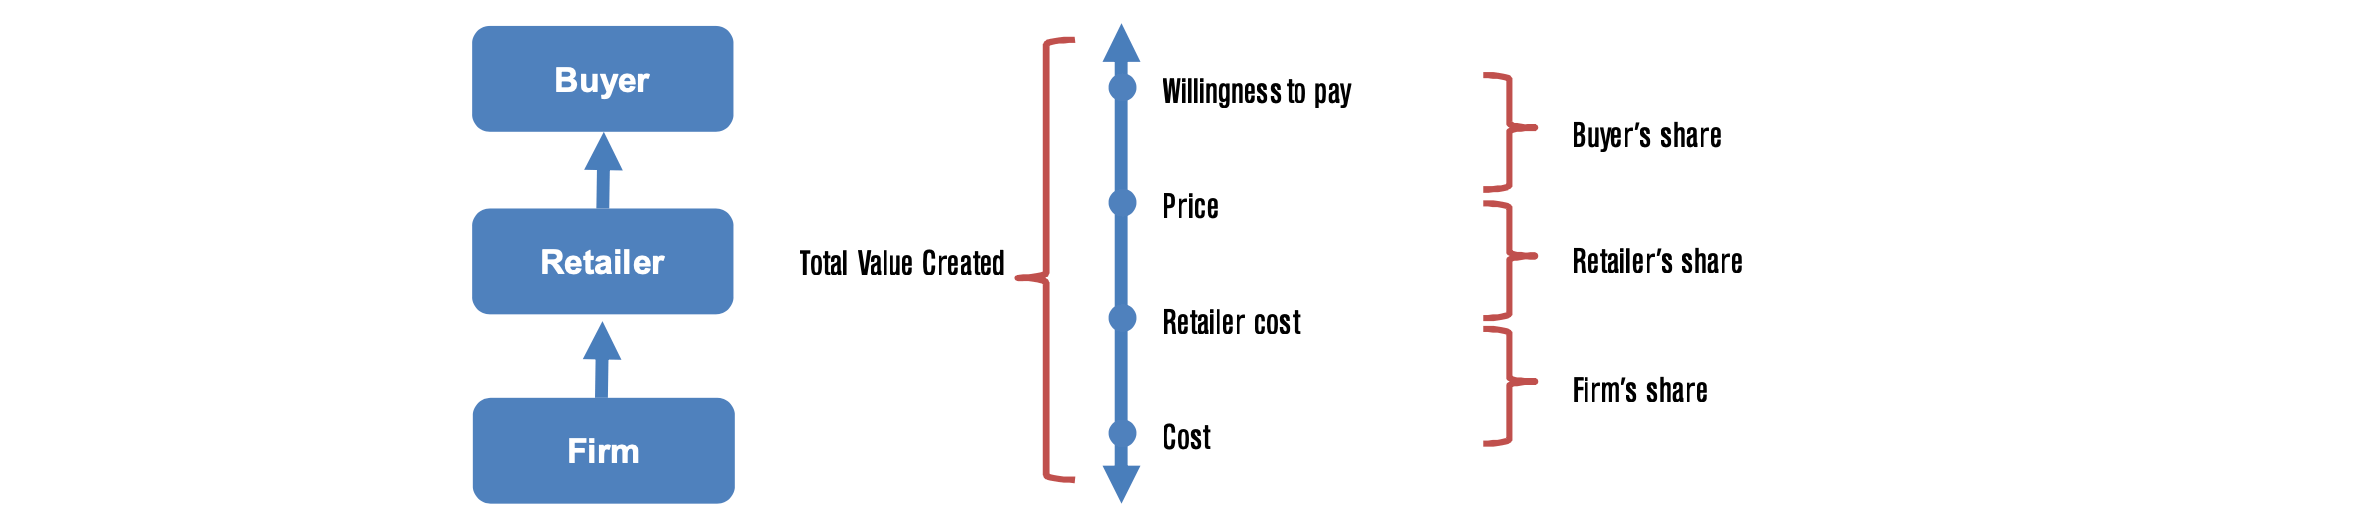 Buyer
Retailer
Firm
Total Value Created
Willingness to pay
Price
Retailer cost
Cost
Buyer's share
Retailer's share
Firm's share